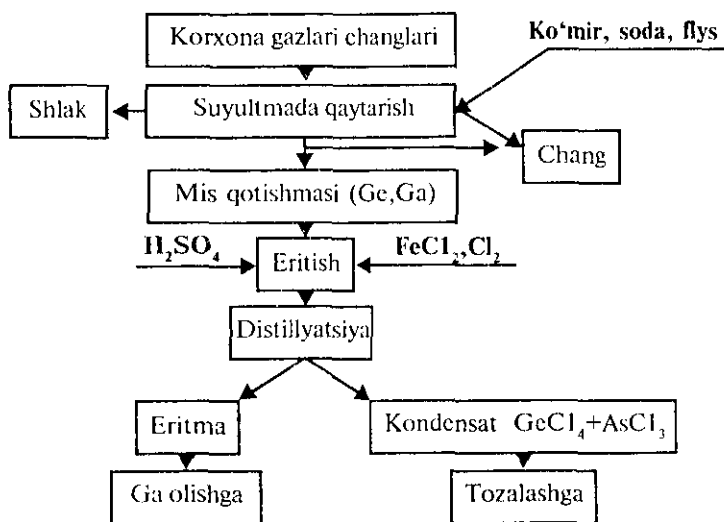 Korxona gazlari changlari
Ko‘mir, soda, flys
Shlak
Suyultmada qaytarish
Chang
Mis qotishmasi (Ge,Ga)
H₂SO₄
Eritish
FeCl₂,Cl₂
Distillyatsiya
Eritma
Kondensat GeCl₄+AsCl₃
Ga olishga
Tozalashga